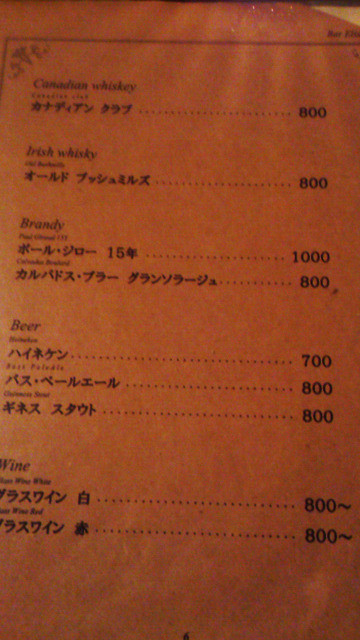 Canadian whiskey
Canadian club
カナディアン クラブ 800
Irish whisky
Old Bushmills
オールド ブッシュミルズ 800
Brandy
Paul Giraud 15Y
ポール・ジロー 15年 1000
Calvados Boulard
カルバドス・ブラー グランソラージュ 800
Beer
Heineken
ハイネケン 700
Bass Paleale
バス・ペールエール 800
Guinness Stout
ギネス スタウト 800
Wine
Wine White
グラスワイン 白 800～
Wine Red
グラスワイン 赤 800～
6